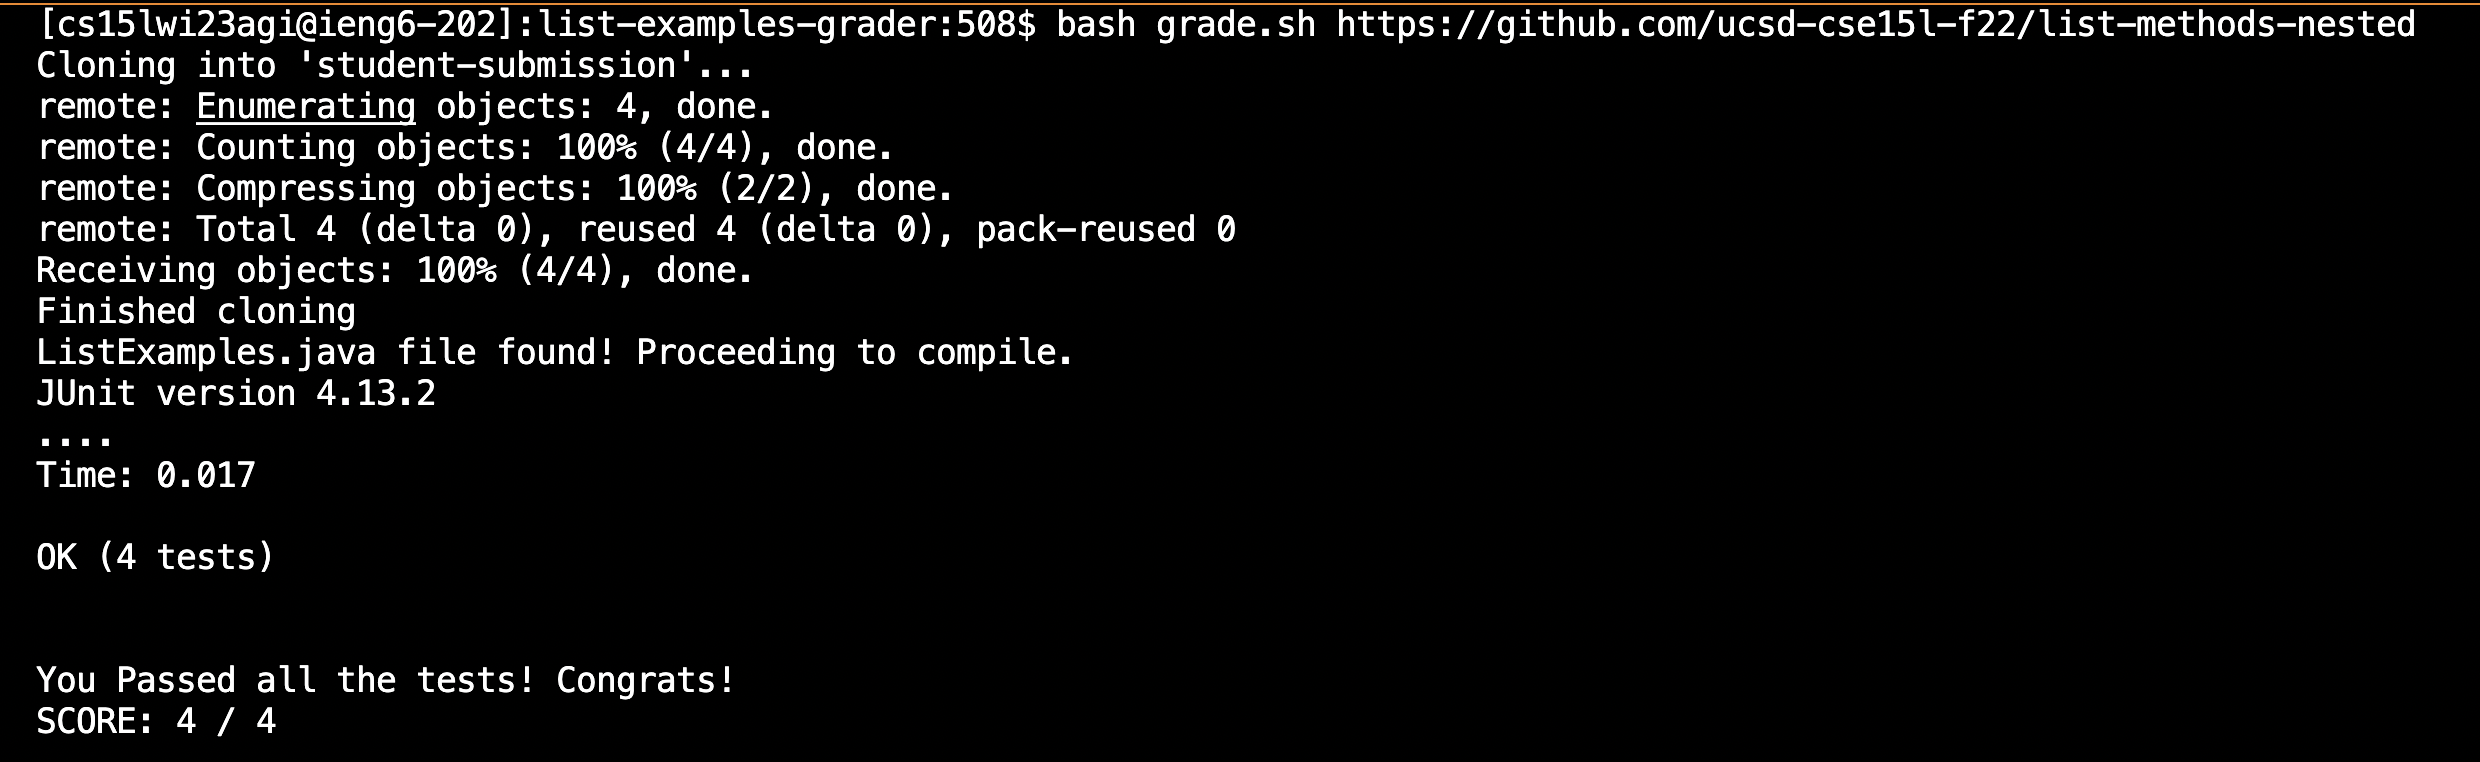 [cs15lwi23agi@ieng6-202]:list-examples-grader:508$ bash grade.sh https://github.com/ucsd-cse15l-f22/list-methods-nested
Cloning into 'student-submission'...
remote: Enumerating objects: 4, done.
remote: Counting objects: 100% (4/4), done.
remote: Compressing objects: 100% (2/2), done.
remote: Total 4 (delta 0), reused 4 (delta 0), pack-reused 0
Receiving objects: 100% (4/4), done.
Finished cloning
ListExamples.java file found! Proceeding to compile.
JUnit version 4.13.2
....
Time: 0.017
OK (4 tests)
You Passed all the tests! Congrats!
SCORE: 4 / 4